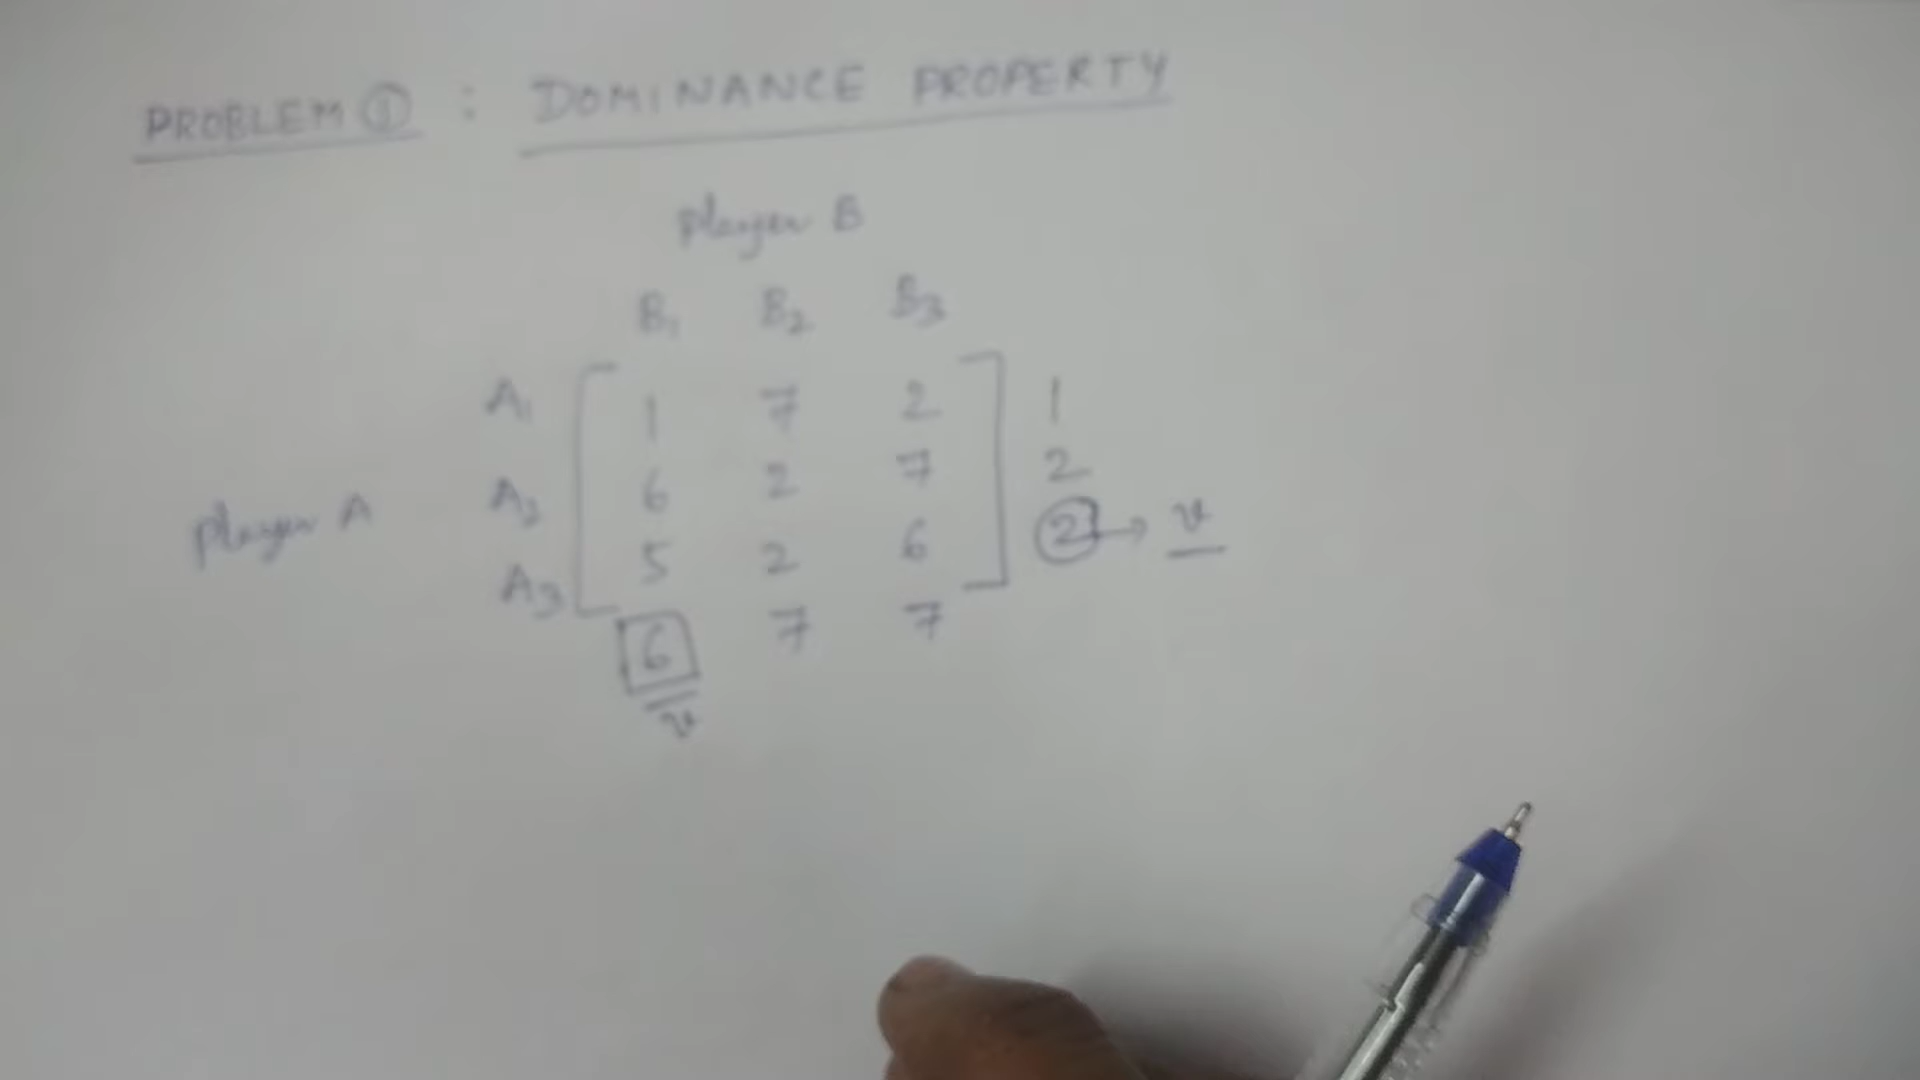 PROBLEM ① : DOMINANCE PROPERTY
Player B
B₁ B₂ B₃
A₁ 1 7 2 1
A₂ 6 2 7 2
Player A
A₃ 5 2 6 2 → v
6 7 7
v